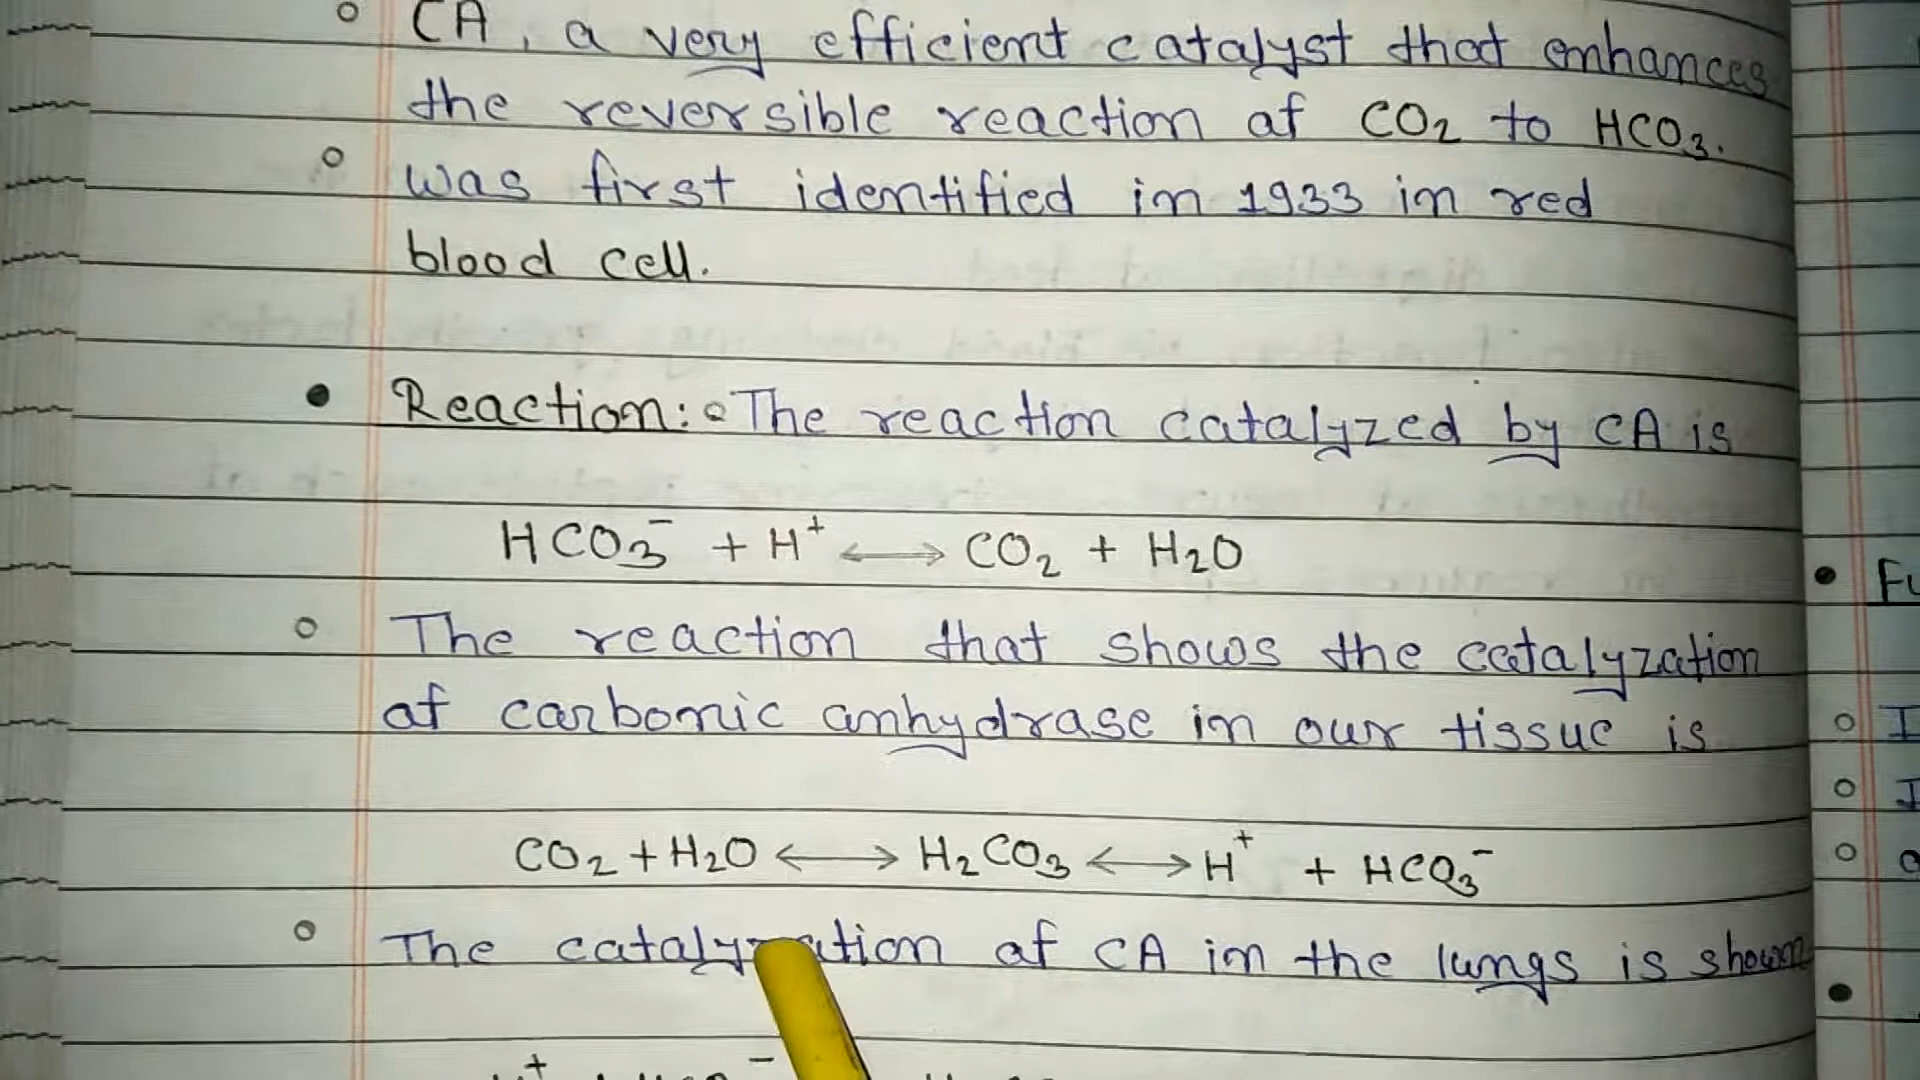 CA, a very efficient catalyst that enhances
the reversible reaction of CO₂ to HCO₃.
was first identified in 1933 in red
blood cell.
Reaction: The reaction catalyzed by CA is
HCO₃⁻ + H⁺ ⟷ CO₂ + H₂O
The reaction that shows the catalyzation
of carbonic anhydrase in our tissue is
CO₂ + H₂O ⟷ H₂CO₃ ⟷ H⁺ + HCO₃⁻
The catalyzation of CA in the lungs is shown